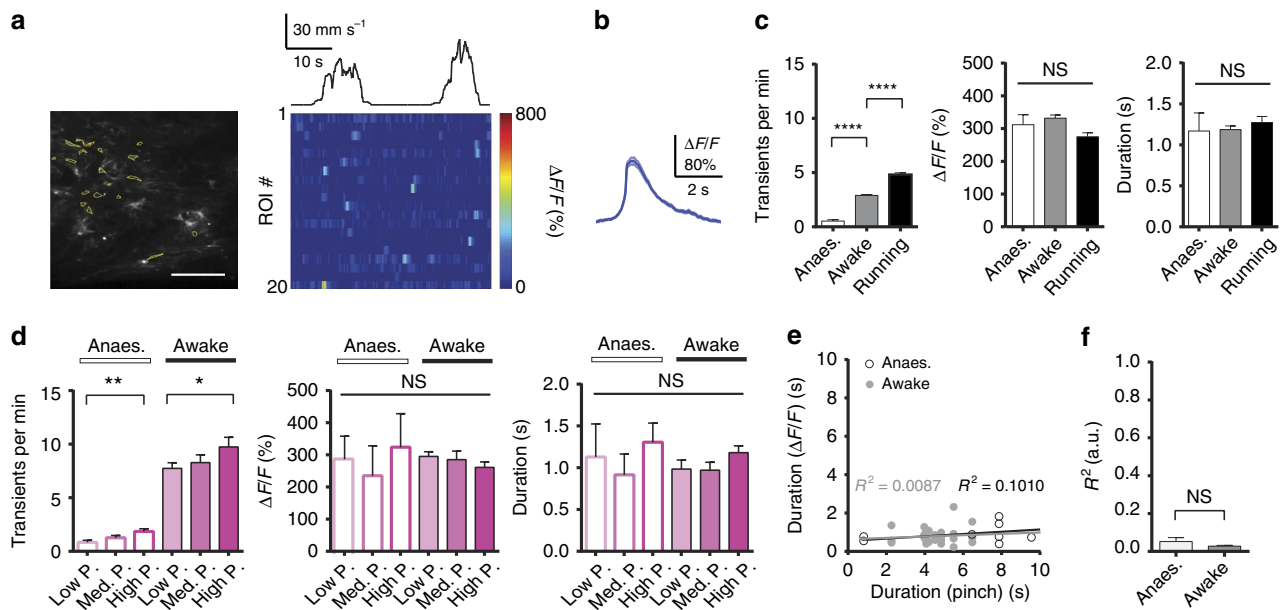 a
30 mm s−1
10 s
1
ROI #
20
800
0
ΔF/F (%)
b
ΔF/F
80%
2 s
c
Transients per min
15
10
5
0
****
****
Anaes.
Awake
Running
ΔF/F (%)
500
400
300
200
100
0
NS
Anaes.
Awake
Running
Duration (s)
2.0
1.5
1.0
0.5
0.0
NS
Anaes.
Awake
Running
d
Anaes.
Awake
Transients per min
15
10
5
0
**
*
Low P.
Med. P.
High P.
Low P.
Med. P.
High P.
Anaes.
Awake
NS
ΔF/F (%)
500
400
300
200
100
0
Low P.
Med. P.
High P.
Low P.
Med. P.
High P.
Anaes.
Awake
NS
Duration (s)
2.0
1.5
1.0
0.5
0.0
Low P.
Med. P.
High P.
Low P.
Med. P.
High P.
e
Duration (ΔF/F) (s)
10
8
6
4
2
0
Anaes.
Awake
R2 = 0.0087
R2 = 0.1010
0 2 4 6 8 10
Duration (pinch) (s)
f
R2 (a.u.)
1.0
0.8
0.6
0.4
0.2
0.0
NS
Anaes.
Awake